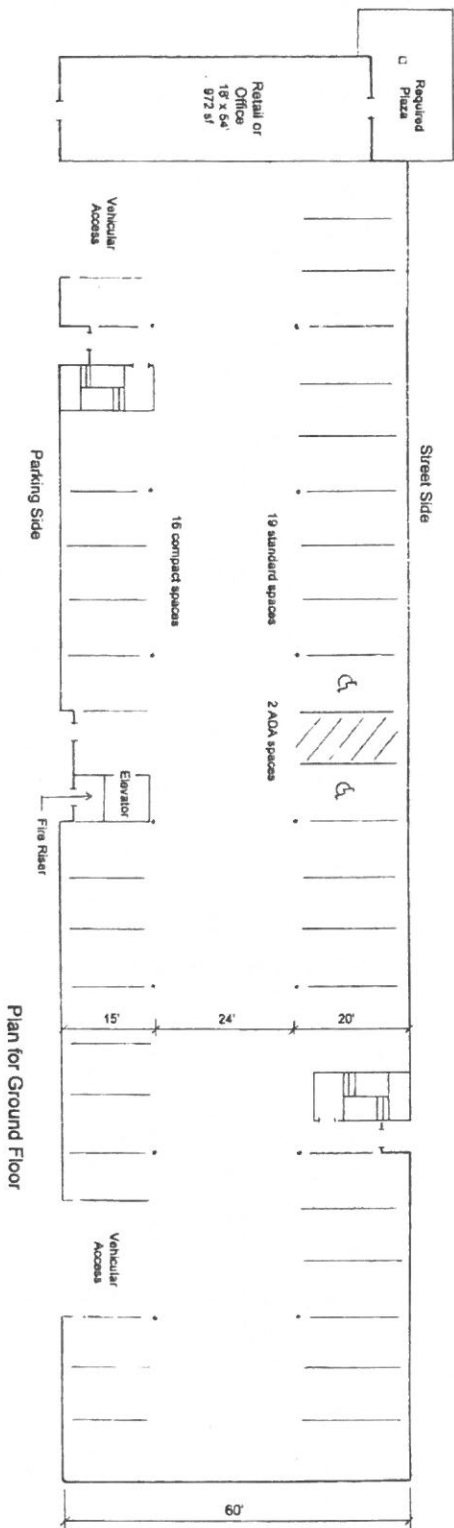 Required
Plaza
Retail or
Office
18' x 54'
972 sf
Vehicular
Access
Street Side
19 standard spaces
16 compact spaces
Parking Side
2 ADA spaces
Elevator
Fire Riser
15'
24'
20'
Plan for Ground Floor
Vehicular
Access
60'